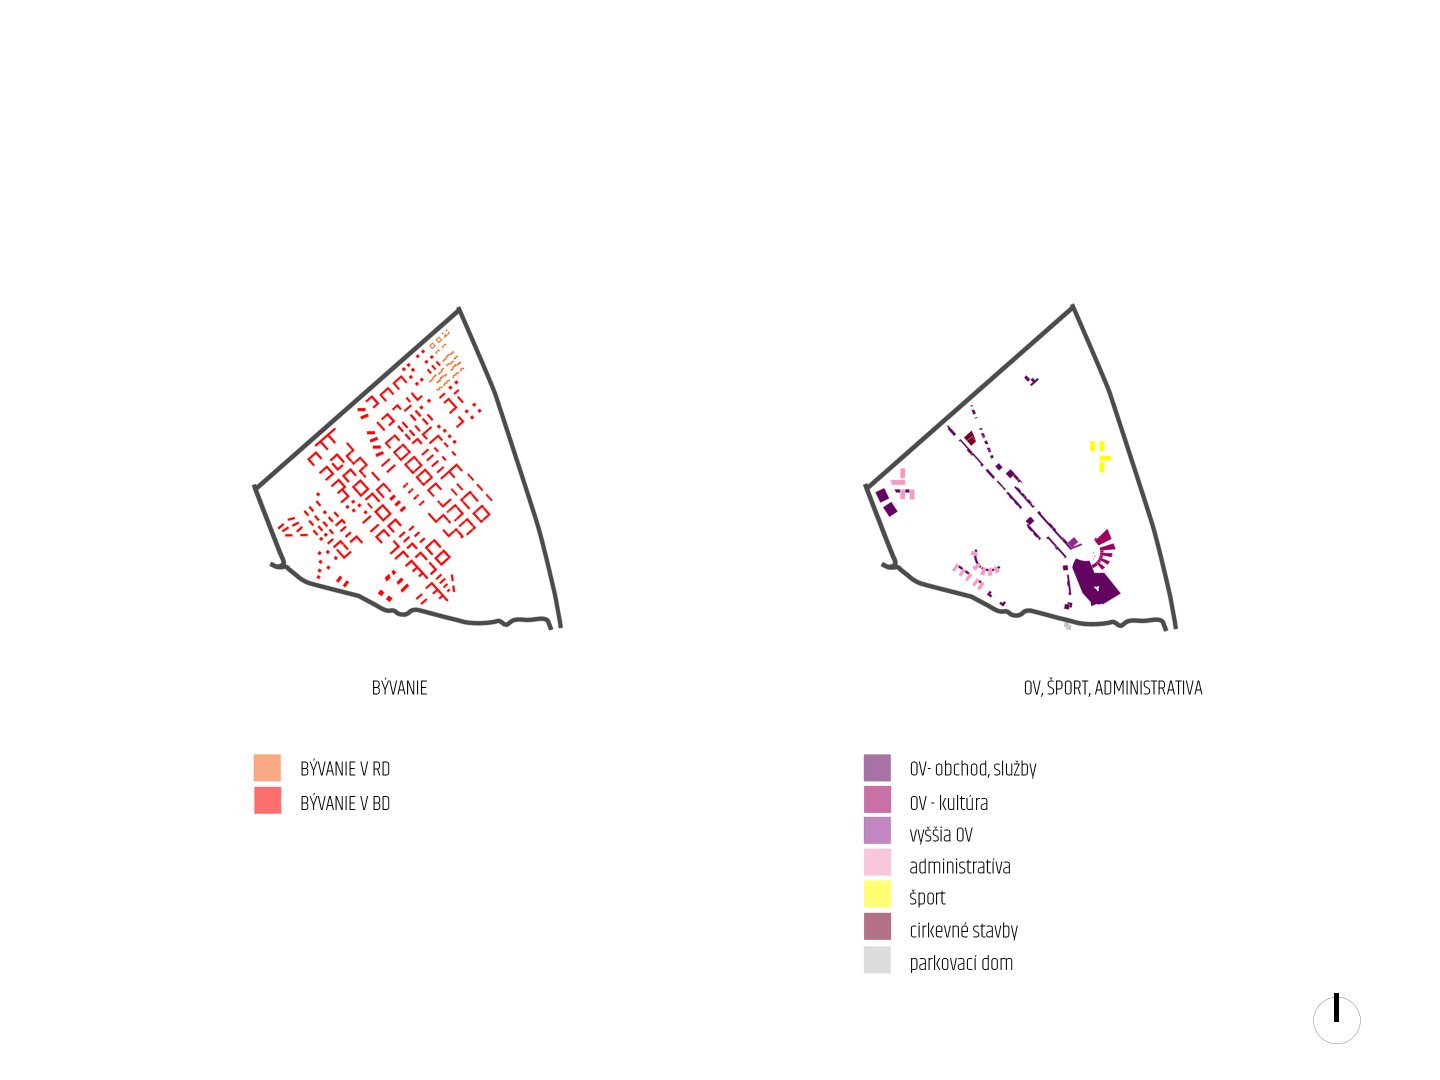 BÝVANIE
BÝVANIE V RD
BÝVANIE V BD
OV, ŠPORT, ADMINISTRATIVA
OV- obchod, služby
OV - kultúra
vyššia OV
administratíva
šport
cirkevné stavby
parkovací dom